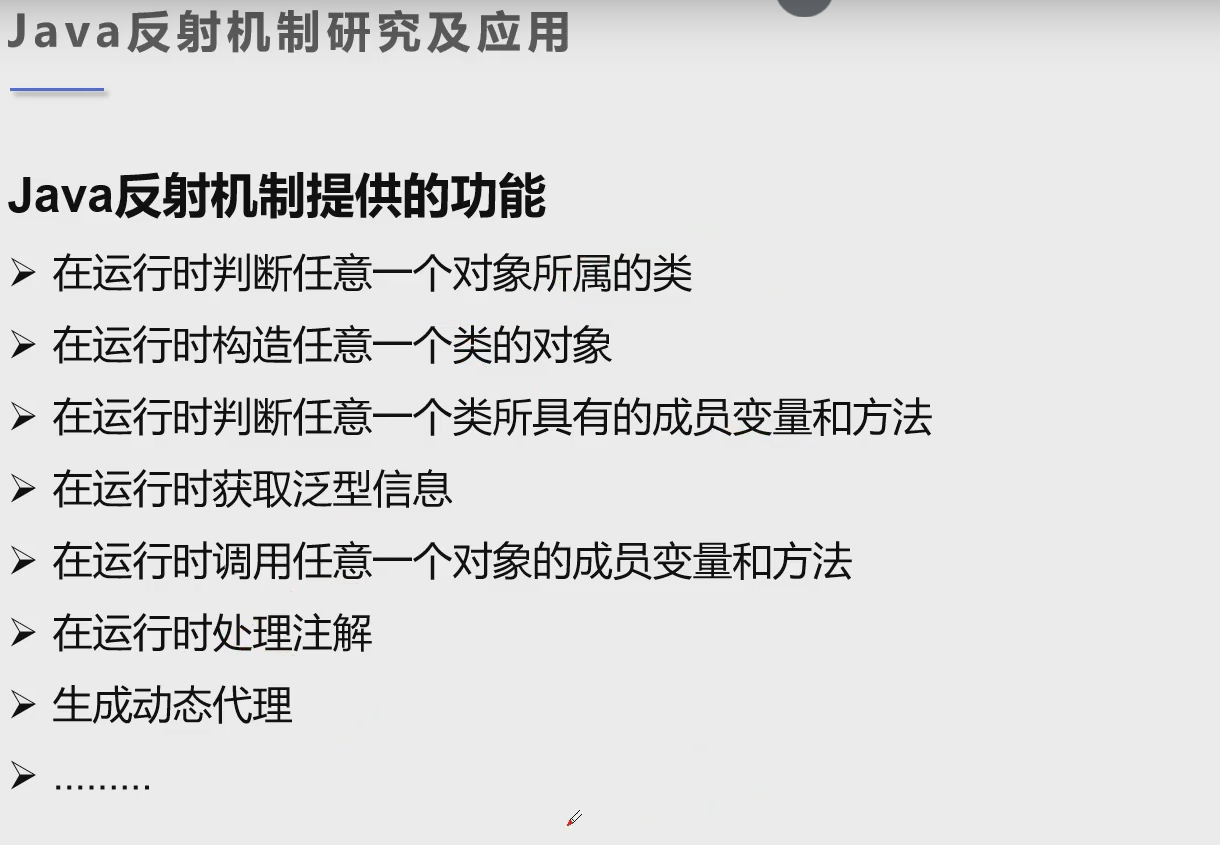 Java反射机制研究及应用
Java反射机制提供的功能
➢ 在运行时判断任意一个对象所属的类
➢ 在运行时构造任意一个类的对象
➢ 在运行时判断任意一个类所具有的成员变量和方法
➢ 在运行时获取泛型信息
➢ 在运行时调用任意一个对象的成员变量和方法
➢ 在运行时处理注解
➢ 生成动态代理
➢ ………